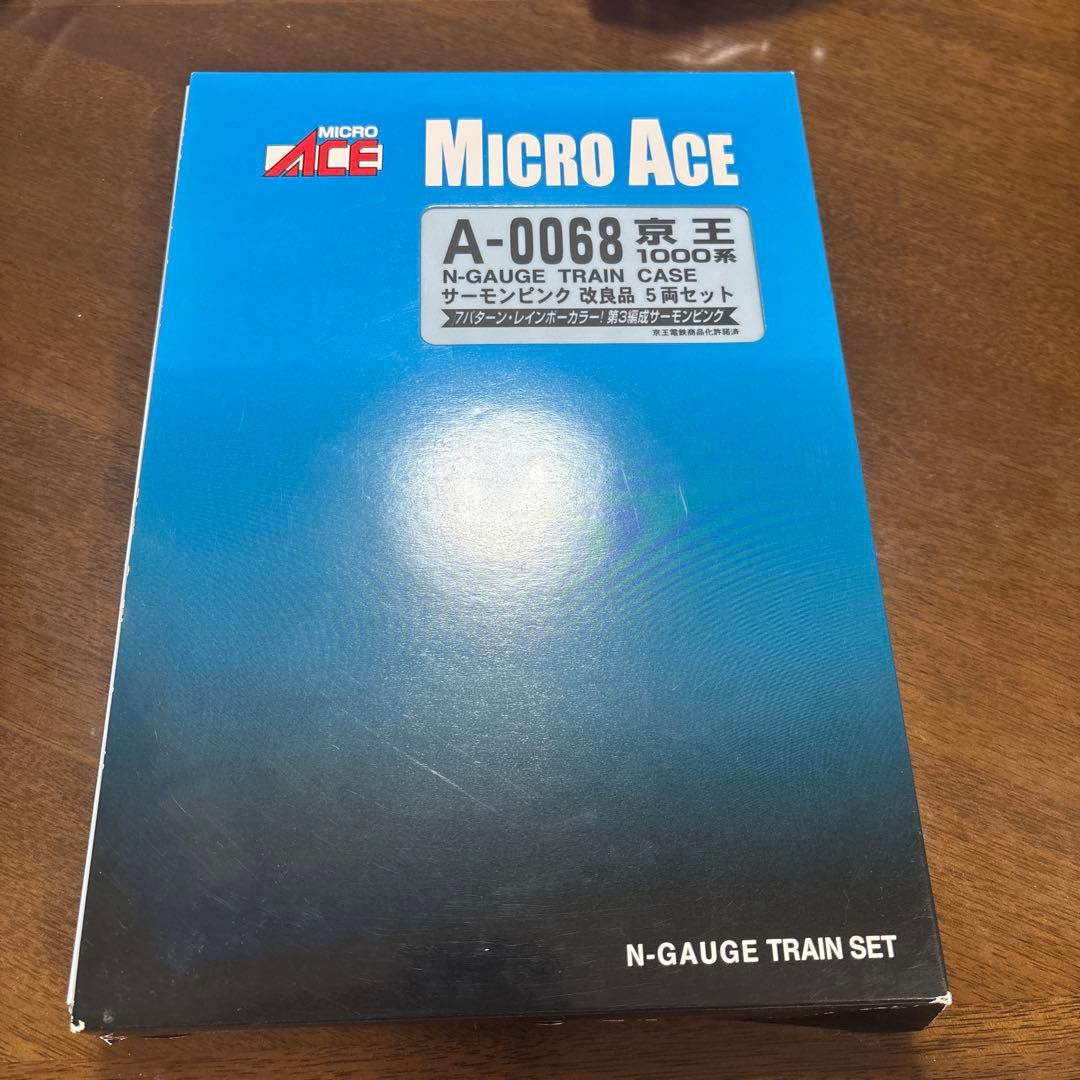 MICRO
ACE
MICRO ACE
A-0068 京王
1000系
N-GAUGE TRAIN CASE
サーモンピンク 改良品 5両セット
7パターン・レインボーカラー!第3編成サーモンピンク
京王電鉄商品化許諾済
N-GAUGE TRAIN SET